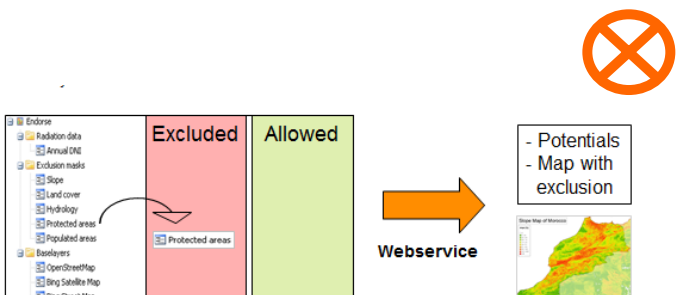 Endorse
Radiation data
Annual DNI
Exclusion masks
Slope
Land cover
Hydrology
Protected areas
Populated areas
Baselayers
OpenStreetMap
Bing Satellite Map
Excluded
Protected areas
Allowed
Webservice
- Potentials
- Map with
exclusion
Slope Map of Morocco